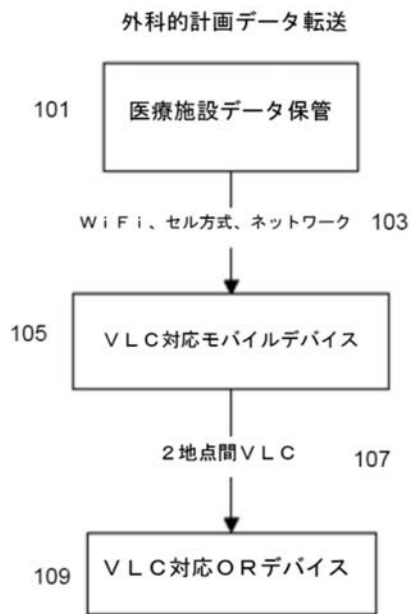 外科的計画データ転送
101
医療施設データ保管
WiFi、セル方式、ネットワーク
103
105
VLC対応モバイルデバイス
2地点間VLC
107
109
VLC対応ORデバイス